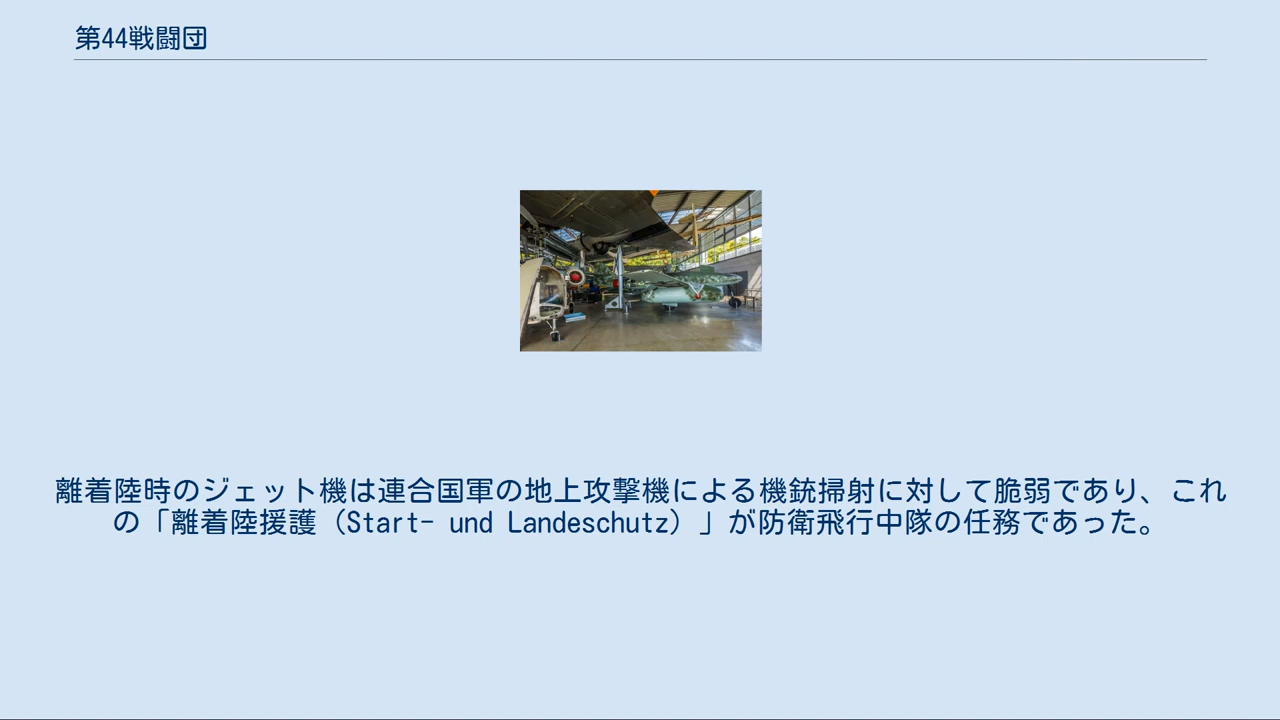 第44戦闘団
離着陸時のジェット機は連合国軍の地上攻撃機による機銃掃射に対して脆弱であり、これ
の「離着陸援護（Start- und Landeschutz）」が防衛飛行中隊の任務であった。